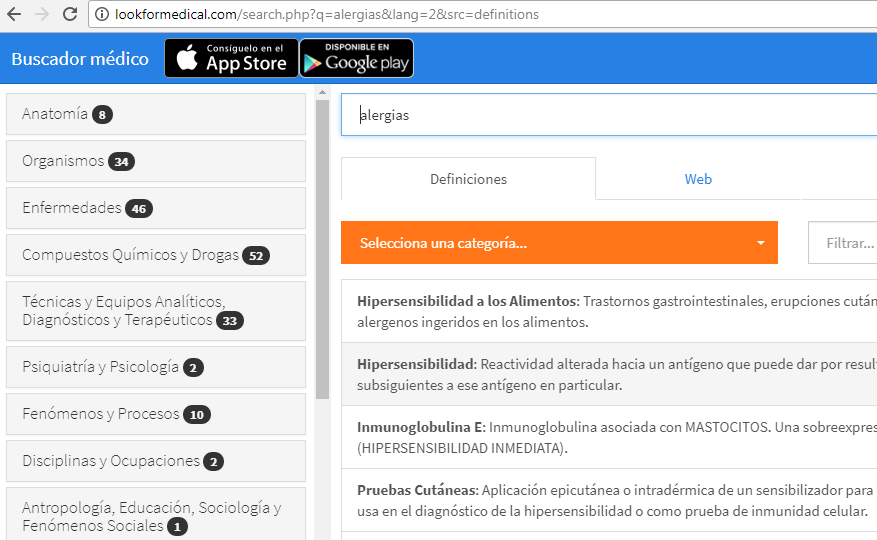 lookformedical.com/search.php?q=alergias&lang=2&src=definitions
Buscador médico
Consíguelo en el
App Store
DISPONIBLE EN
Google play
Anatomía 8
Organismos 34
Enfermedades 46
Compuestos Químicos y Drogas 52
Técnicas y Equipos Analíticos,
Diagnósticos y Terapéuticos 33
Psiquiatría y Psicología 2
Fenómenos y Procesos 10
Disciplinas y Ocupaciones 2
Antropología, Educación, Sociología y
Fenómenos Sociales 1
alergias
Definiciones
Web
Selecciona una categoría...
Filtrar...
Hipersensibilidad a los Alimentos: Trastornos gastrointestinales, erupciones cután
alergenos ingeridos en los alimentos.
Hipersensibilidad: Reactividad alterada hacia un antígeno que puede dar por resul
subsiguientes a ese antígeno en particular.
Inmunoglobulina E: Inmunoglobulina asociada con MASTOCITOS. Una sobreexpres
(HIPERSENSIBILIDAD INMEDIATA).
Pruebas Cutáneas: Aplicación epicutánea o intradérmica de un sensibilizador para
usa en el diagnóstico de la hipersensibilidad o como prueba de inmunidad celular.